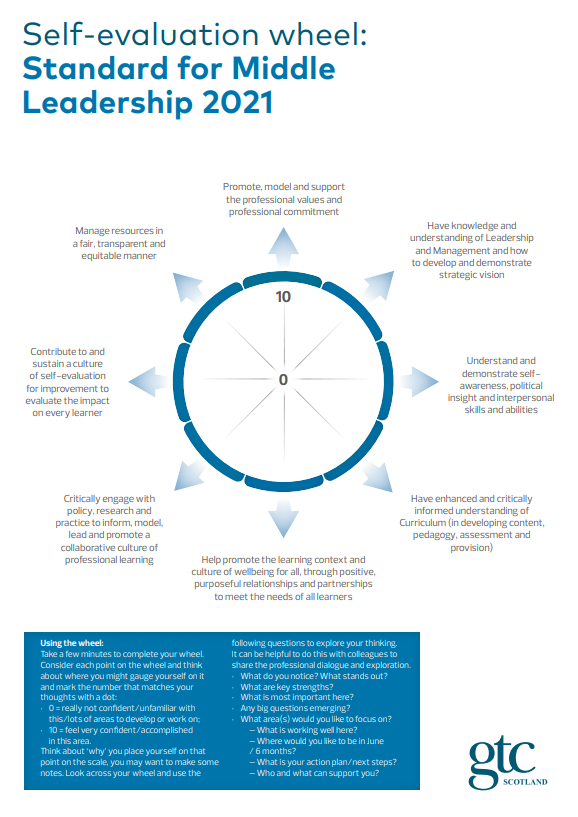 Self-evaluation wheel:
Standard for Middle
Leadership 2021
Promote, model and support
the professional values and
professional commitment
Have knowledge and
understanding of Leadership
and Management and how
to develop and demonstrate
strategic vision
Understand and
demonstrate self-
awareness, political
insight and interpersonal
skills and abilities
Have enhanced and critically
informed understanding of
Curriculum (in developing content,
pedagogy, assessment and
provision)
Help promote the learning context and
culture of wellbeing for all, through positive,
purposeful relationships and partnerships
to meet the needs of all learners
Critically engage with
policy, research and
practice to inform, model,
lead and promote a
collaborative culture of
professional learning
Contribute to and
sustain a culture
of self-evaluation
for improvement to
evaluate the impact
on every learner
Manage resources in
a fair, transparent and
equitable manner
10
0
Using the wheel:
Take a few minutes to complete your wheel.
Consider each point on the wheel and think
about where you might gauge yourself on it
and mark the number that matches your
thoughts with a dot:
· 0 = really not confident/unfamiliar with
this/lots of areas to develop or work on;
· 10 = feel very confident/accomplished
in this area.
Think about ‘why’ you place yourself on that
point on the scale, you may want to make some
notes. Look across your wheel and use the
following questions to explore your thinking.
It can be helpful to do this with colleagues to
share the professional dialogue and exploration.
· What do you notice? What stands out?
· What are key strengths?
· What is most important here?
· Any big questions emerging?
· What area(s) would you like to focus on?
– What is working well here?
– Where would you like to be in June
/ 6 months?
– What is your action plan/next steps?
– Who and what can support you?
gtc
SCOTLAND